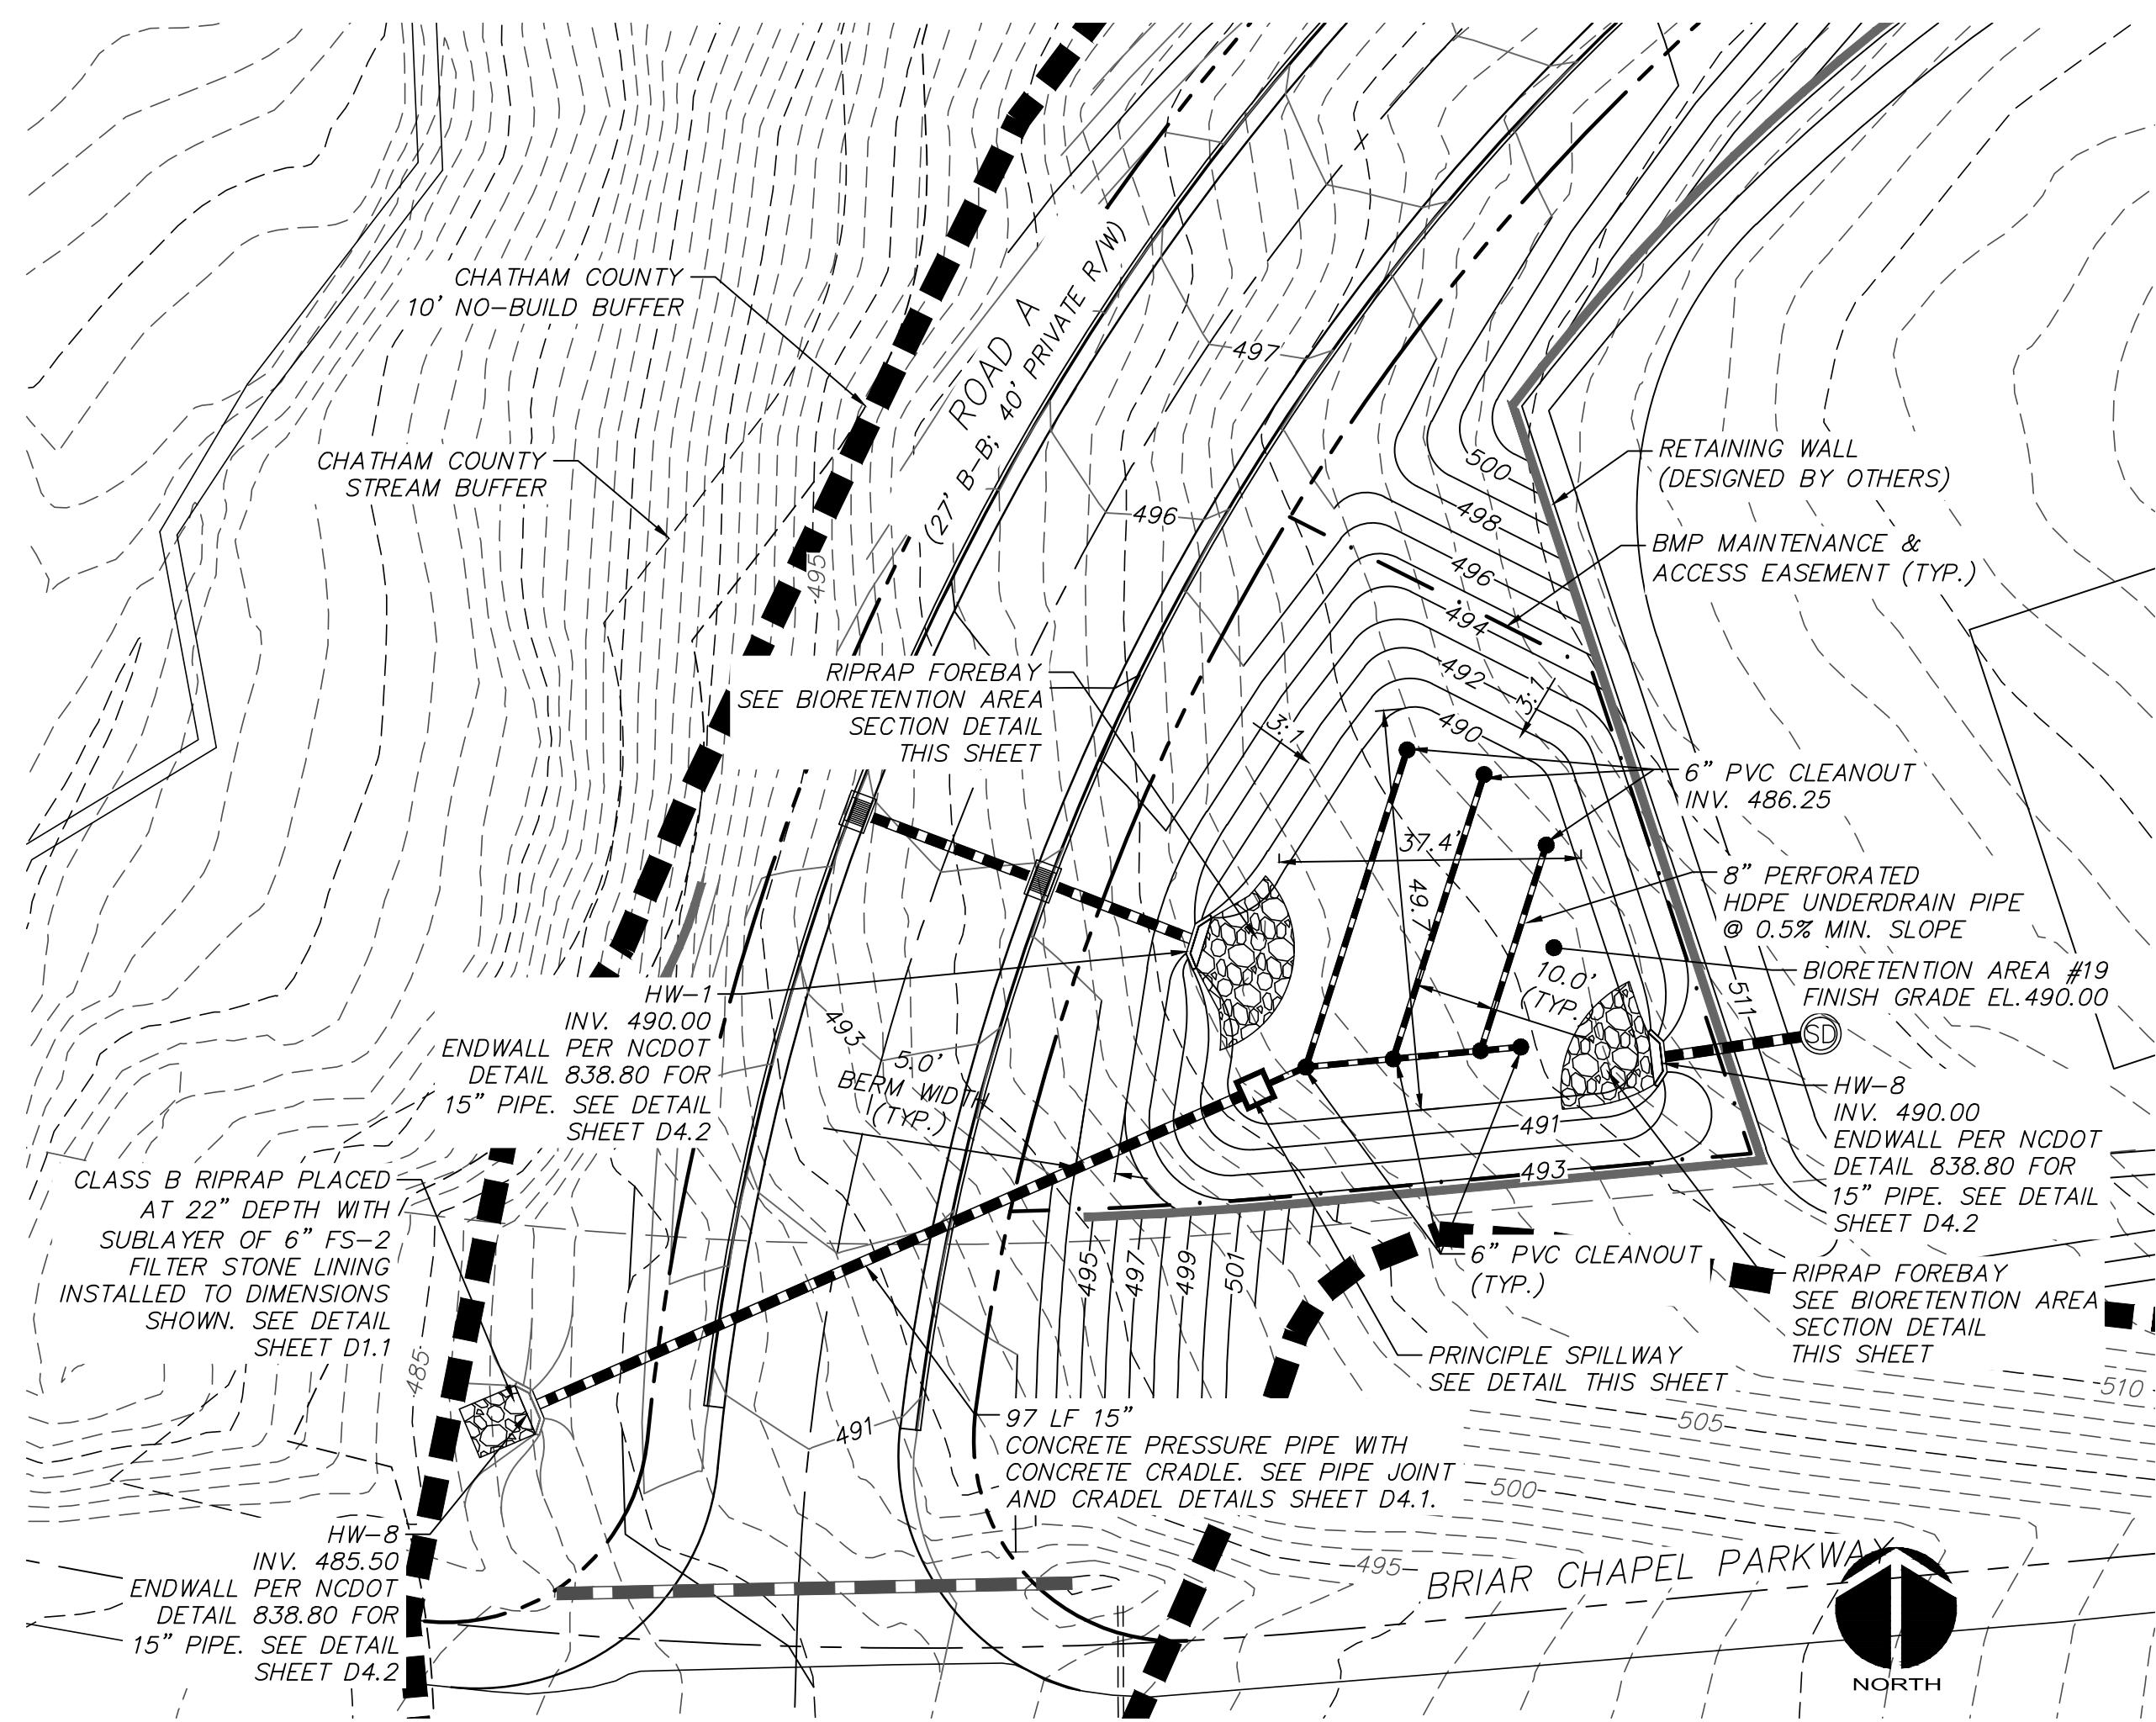 CHATHAM COUNTY
10' NO-BUILD BUFFER
CHATHAM COUNTY
STREAM BUFFER
ROAD A
(27' B-B; 40' PRIVATE R/W)
497
496
495
500
498
496
494
492
490
3:1
3:1
RETAINING WALL
(DESIGNED BY OTHERS)
BMP MAINTENANCE &
ACCESS EASEMENT (TYP.)
RIPRAP FOREBAY
SEE BIORETENTION AREA
SECTION DETAIL
THIS SHEET
6" PVC CLEANOUT
INV. 486.25
37.4'
49.7'
8" PERFORATED
HDPE UNDERDRAIN PIPE
@ 0.5% MIN. SLOPE
10.0'
(TYP.)
BIORETENTION AREA #19
FINISH GRADE EL.490.00
511
SD
HW-1
INV. 490.00
ENDWALL PER NCDOT
DETAIL 838.80 FOR
15" PIPE. SEE DETAIL
SHEET D4.2
493
5.0'
BERM WIDTH
(TYP.)
491
493
HW-8
INV. 490.00
ENDWALL PER NCDOT
DETAIL 838.80 FOR
15" PIPE. SEE DETAIL
SHEET D4.2
CLASS B RIPRAP PLACED
AT 22" DEPTH WITH
SUBLAYER OF 6" FS-2
FILTER STONE LINING
INSTALLED TO DIMENSIONS
SHOWN. SEE DETAIL
SHEET D1.1
485
495
497
499
501
6" PVC CLEANOUT
(TYP.)
RIPRAP FOREBAY
SEE BIORETENTION AREA
SECTION DETAIL
THIS SHEET
PRINCIPLE SPILLWAY
SEE DETAIL THIS SHEET
510
505
500
495
491
97 LF 15"
CONCRETE PRESSURE PIPE WITH
CONCRETE CRADLE. SEE PIPE JOINT
AND CRADEL DETAILS SHEET D4.1.
HW-8
INV. 485.50
ENDWALL PER NCDOT
DETAIL 838.80 FOR
15" PIPE. SEE DETAIL
SHEET D4.2
BRIAR CHAPEL PARKWAY
NORTH